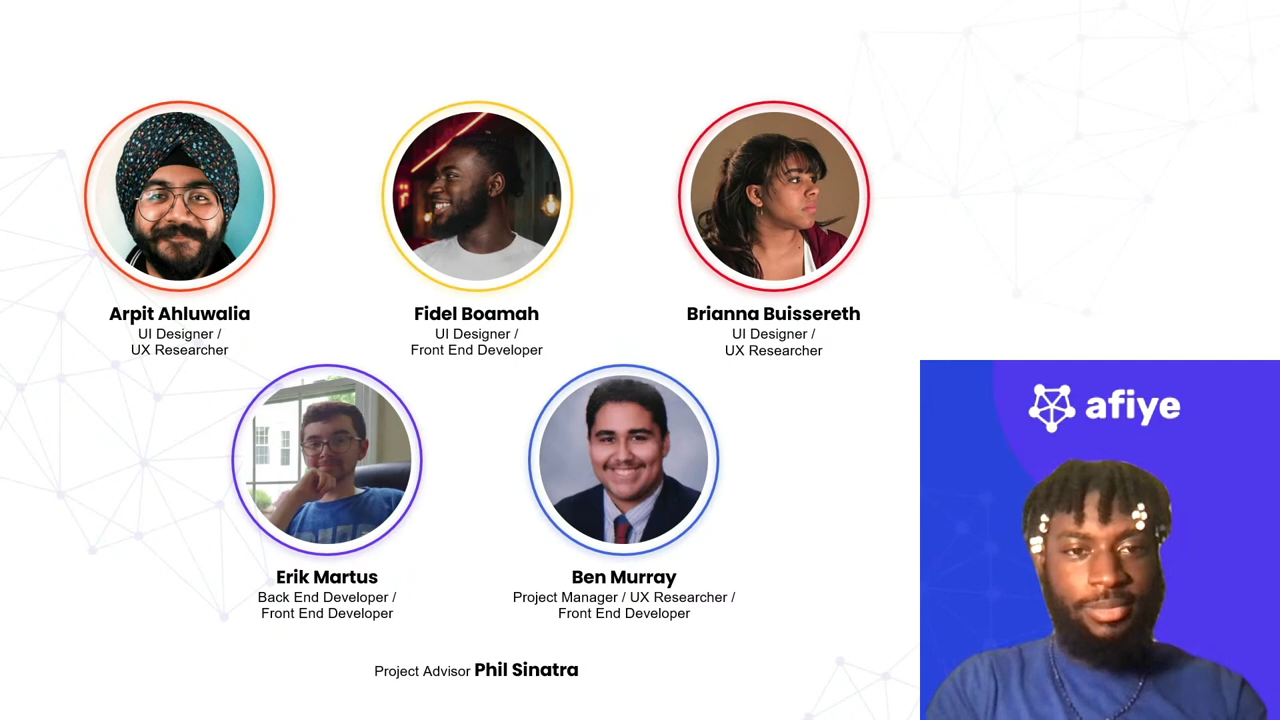 Arpit Ahluwalia
UI Designer /
UX Researcher
Fidel Boamah
UI Designer /
Front End Developer
Brianna Buissereth
UI Designer /
UX Researcher
Erik Martus
Back End Developer /
Front End Developer
Ben Murray
Project Manager / UX Researcher /
Front End Developer
Project Advisor Phil Sinatra
afiye